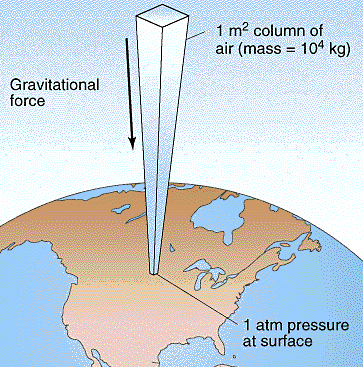 1 m² column of
air (mass = 10⁴ kg)
Gravitational
force
1 atm pressure
at surface